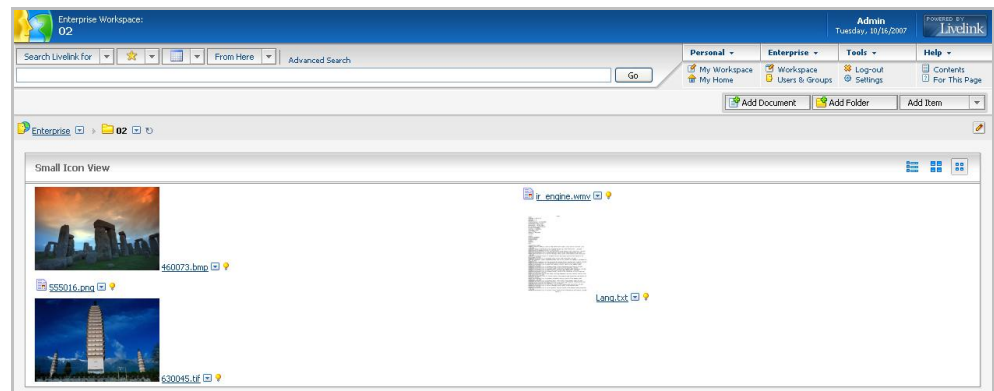 Enterprise Workspace:
02
Admin
Tuesday, 10/16/2007
POWERED BY
Livelink
Search Livelink for
From Here
Advanced Search
Go
Personal
Enterprise
Tools
Help
My Workspace
Workspace
Log-out
Contents
My Home
Users & Groups
Settings
For This Page
Add Document
Add Folder
Add Item
Enterprise
02
Small Icon View
460073.bmp
ir_engine.wmv
555016.png
Lang.txt
630045.tif